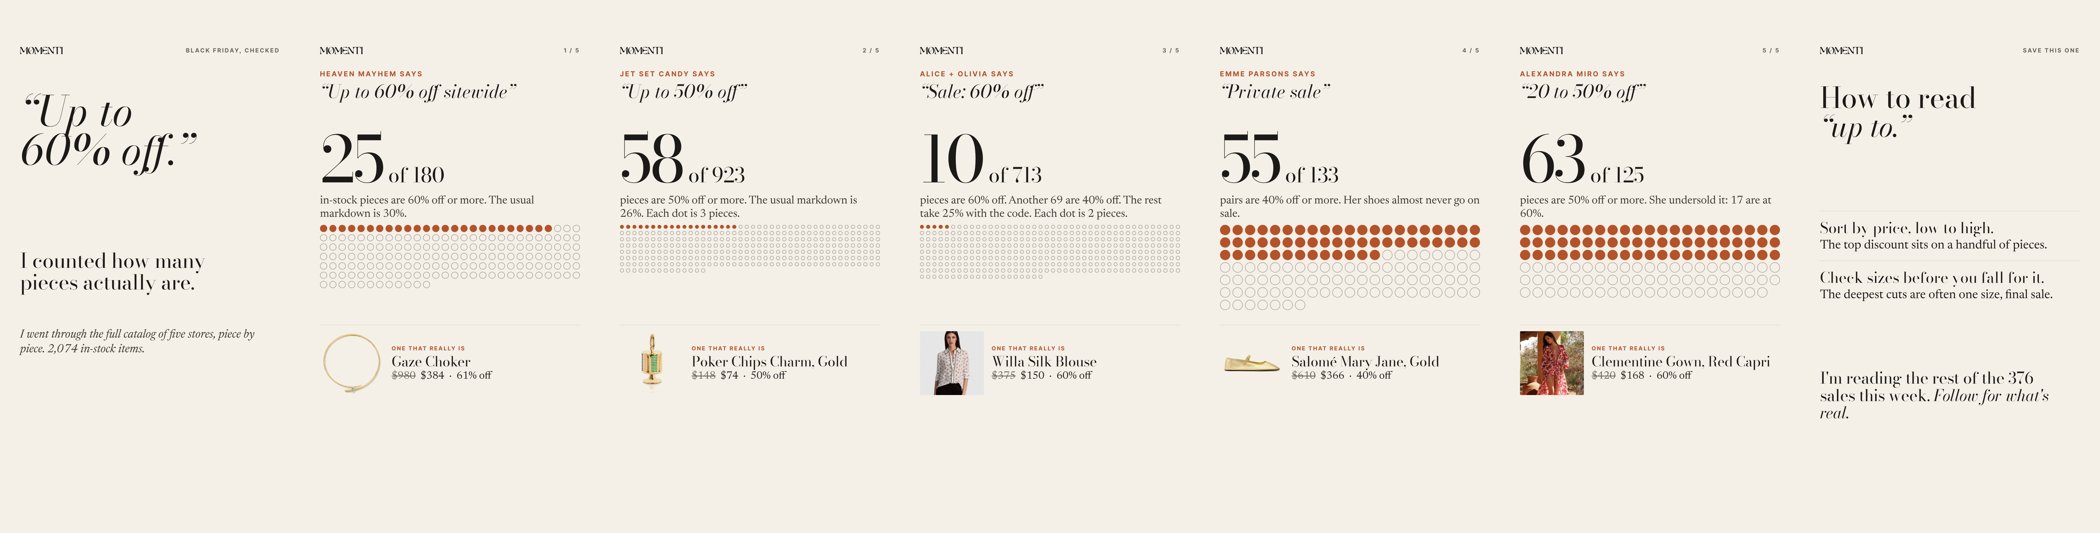 MOMENTI
BLACK FRIDAY, CHECKED
“Up to
60% off.”
I counted how many
pieces actually are.
I went through the full catalog of five stores, piece by
piece. 2,074 in-stock items.
MOMENTI
1 / 5
HEAVEN MAYHEM SAYS
“Up to 60% off sitewide”
25 of 180
in-stock pieces are 60% off or more. The usual
markdown is 30%.
ONE THAT REALLY IS
Gaze Choker
$980 $384 · 61% off
MOMENTI
2 / 5
JET SET CANDY SAYS
“Up to 50% off”
58 of 923
pieces are 50% off or more. The usual markdown is
26%. Each dot is 3 pieces.
ONE THAT REALLY IS
Poker Chips Charm, Gold
$148 $74 · 50% off
MOMENTI
3 / 5
ALICE + OLIVIA SAYS
“Sale: 60% off”
10 of 713
pieces are 60% off. Another 69 are 40% off. The rest
take 25% with the code. Each dot is 2 pieces.
ONE THAT REALLY IS
Willa Silk Blouse
$375 $150 · 60% off
MOMENTI
4 / 5
EMME PARSONS SAYS
“Private sale”
55 of 133
pairs are 40% off or more. Her shoes almost never go on
sale.
ONE THAT REALLY IS
Salomé Mary Jane, Gold
$610 $366 · 40% off
MOMENTI
5 / 5
ALEXANDRA MIRO SAYS
“20 to 50% off”
63 of 125
pieces are 50% off or more. She undersold it: 17 are at
60%.
ONE THAT REALLY IS
Clementine Gown, Red Capri
$420 $168 · 60% off
MOMENTI
SAVE THIS ONE
How to read
“up to.”
Sort by price, low to high.
The top discount sits on a handful of pieces.
Check sizes before you fall for it.
The deepest cuts are often one size, final sale.
I'm reading the rest of the 376
sales this week. Follow for what's
real.